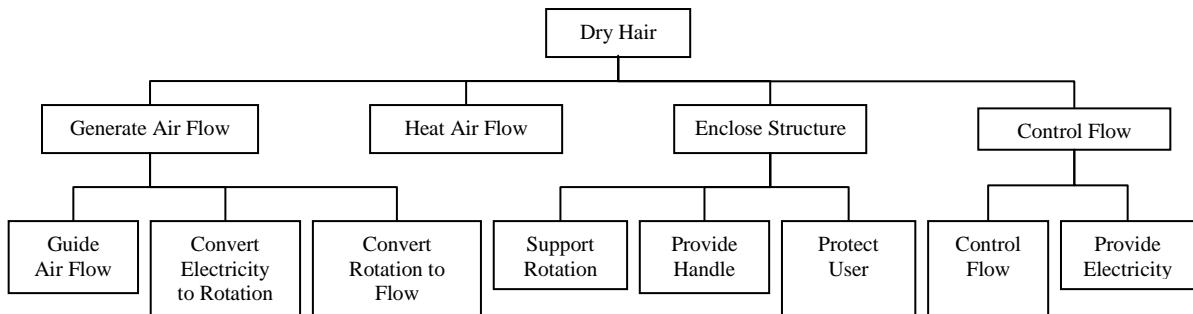 Dry Hair
Generate Air Flow
Heat Air Flow
Enclose Structure
Control Flow
Guide
Air Flow
Convert
Electricity
to Rotation
Convert
Rotation to
Flow
Support
Rotation
Provide
Handle
Protect
User
Control
Flow
Provide
Electricity